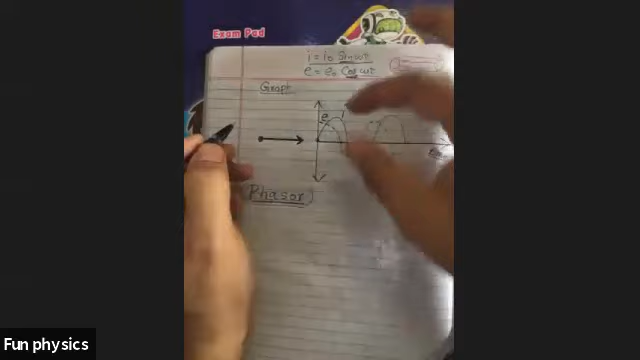 Exam Pad
i = i₀ Sin ωt
e = e₀ Cos ωt
Graph
e i
(Phasor)
Fun physics